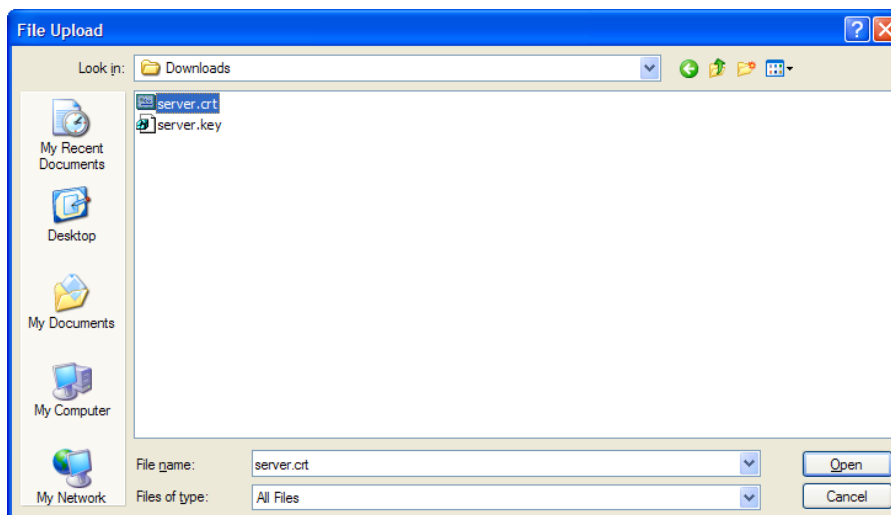 File Upload
Look in:
Downloads
server.crt
server.key
My Recent
Documents
Desktop
My Documents
My Computer
My Network
File name:
server.crt
Open
Files of type:
All Files
Cancel